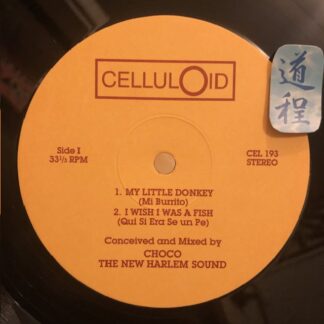 CELLULOID
Side I
33⅓ RPM
CEL 193
STEREO
道程
1. MY LITTLE DONKEY
(Mi Burrito)
2. I WISH I WAS A FISH
(Qui Si Era Se un Pe)
Conceived and Mixed by
CHOCO
THE NEW HARLEM SOUND